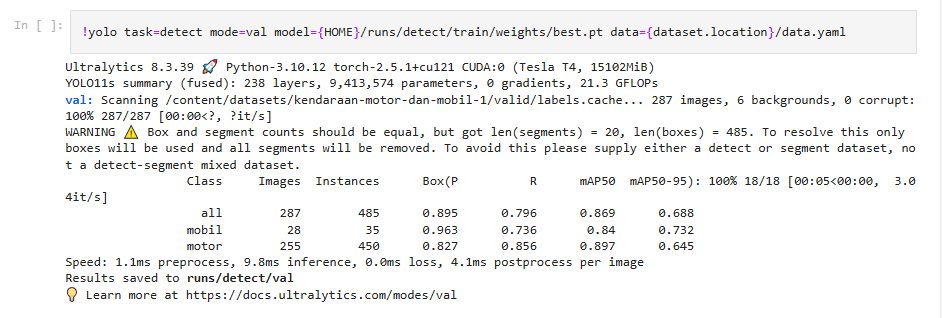 In [ ]: !yolo task=detect mode=val model={HOME}/runs/detect/train/weights/best.pt data={dataset.location}/data.yaml
Ultralytics 8.3.39 🚀 Python-3.10.12 torch-2.5.1+cu121 CUDA:0 (Tesla T4, 15102MiB)
YOLO11s summary (fused): 238 layers, 9,413,574 parameters, 0 gradients, 21.3 GFLOPs
val: Scanning /content/datasets/kendaraan-motor-dan-mobil-1/valid/labels.cache... 287 images, 6 backgrounds, 0 corrupt:
100% 287/287 [00:00<?, ?it/s]
WARNING ⚠️ Box and segment counts should be equal, but got len(segments) = 20, len(boxes) = 485. To resolve this only
boxes will be used and all segments will be removed. To avoid this please supply either a detect or segment dataset, no
t a detect-segment mixed dataset.
Class Images Instances Box(P R mAP50 mAP50-95): 100% 18/18 [00:05<00:00, 3.0
4it/s]
all 287 485 0.895 0.796 0.869 0.688
mobil 28 35 0.963 0.736 0.84 0.732
motor 255 450 0.827 0.856 0.897 0.645
Speed: 1.1ms preprocess, 9.8ms inference, 0.0ms loss, 4.1ms postprocess per image
Results saved to runs/detect/val
💡 Learn more at https://docs.ultralytics.com/modes/val